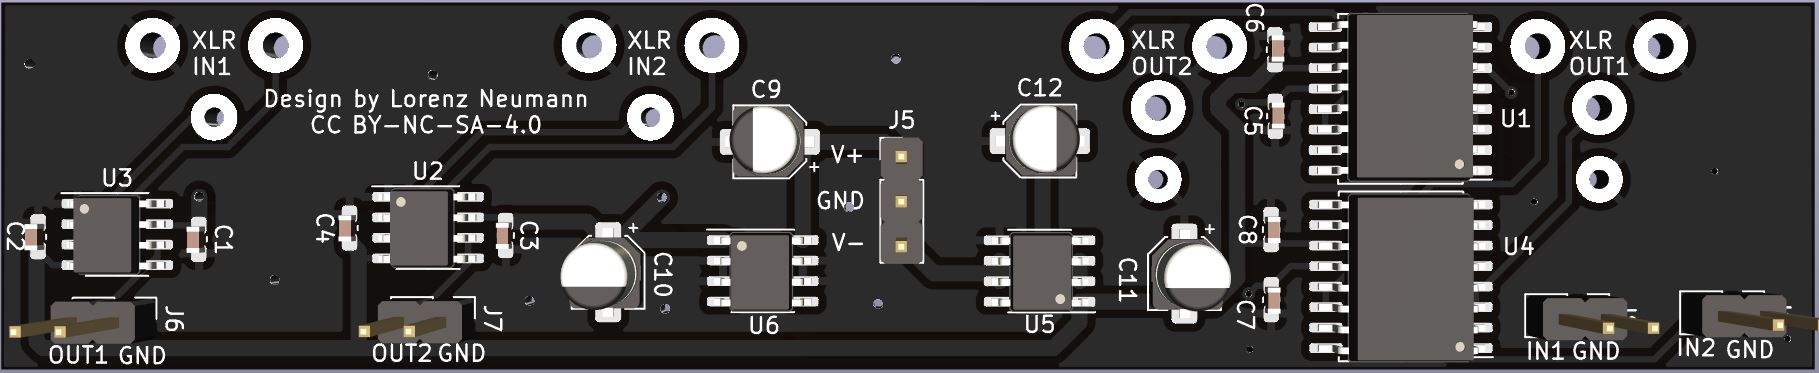 XLR
IN1
XLR
IN2
XLR
OUT2
XLR
OUT1
C6
Design by Lorenz Neumann
CC BY-NC-SA-4.0
C9
C12
C5
U1
J5
+
+
V+
GND
V-
U3
U2
C2
C1
C4
C3
+
C10
U6
U5
C11
+
C8
C7
U4
J6
J7
OUT1 GND
OUT2 GND
IN1 GND
IN2 GND